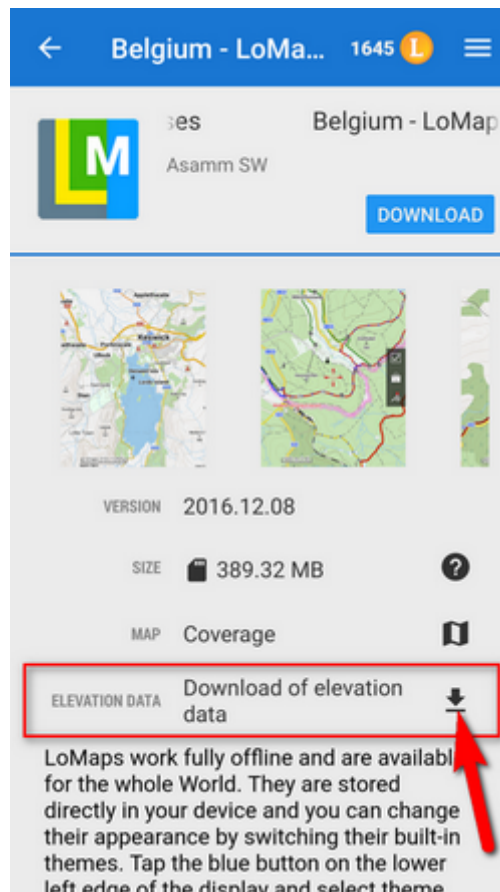 Belgium - LoMa... 1645 L
ses Belgium - LoMap
M
Asamm SW
DOWNLOAD
Keswick
VERSION 2016.12.08
SIZE 389.32 MB
MAP Coverage
ELEVATION DATA Download of elevation
data
LoMaps work fully offline and are availabl
for the whole World. They are stored
directly in your device and you can change
their appearance by switching their built-in
themes. Tap the blue button on the lower
left edge of the display and select theme